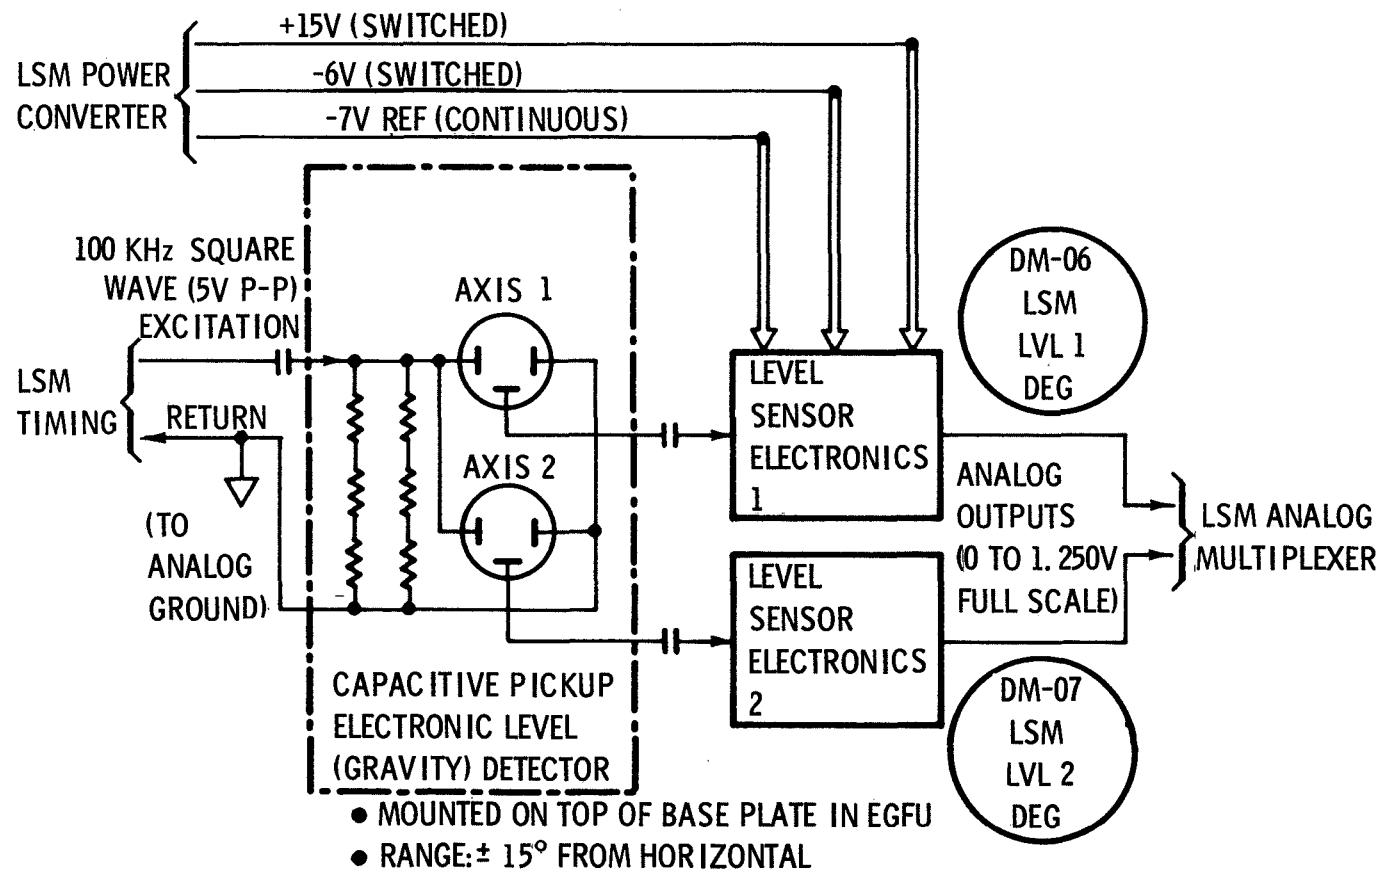 +15V (SWITCHED)
-6V (SWITCHED)
-7V REF (CONTINUOUS)
LSM POWER
CONVERTER
100 KHz SQUARE
WAVE (5V P-P)
EXCITATION
LSM
TIMING
RETURN
(TO
ANALOG
GROUND)
AXIS 1
AXIS 2
CAPACITIVE PICKUP
ELECTRONIC LEVEL
(GRAVITY) DETECTOR
● MOUNTED ON TOP OF BASE PLATE IN EGFU
● RANGE: ± 15° FROM HORIZONTAL
LEVEL
SENSOR
ELECTRONICS
1
LEVEL
SENSOR
ELECTRONICS
2
DM-06
LSM
LVL 1
DEG
ANALOG
OUTPUTS
(0 TO 1.250V
FULL SCALE)
DM-07
LSM
LVL 2
DEG
LSM ANALOG
MULTIPLEXER